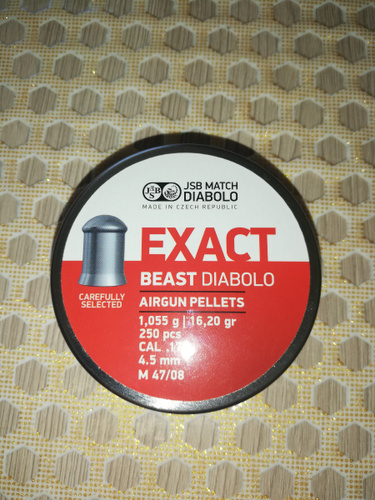 JSB
JSB MATCH
DIABOLO
MADE IN CZECH REPUBLIC
EXACT
BEAST DIABOLO
CAREFULLY
SELECTED
AIRGUN PELLETS
1,055 g | 16,20 gr
250 pcs
CAL .17
4.5 mm
M 47/08